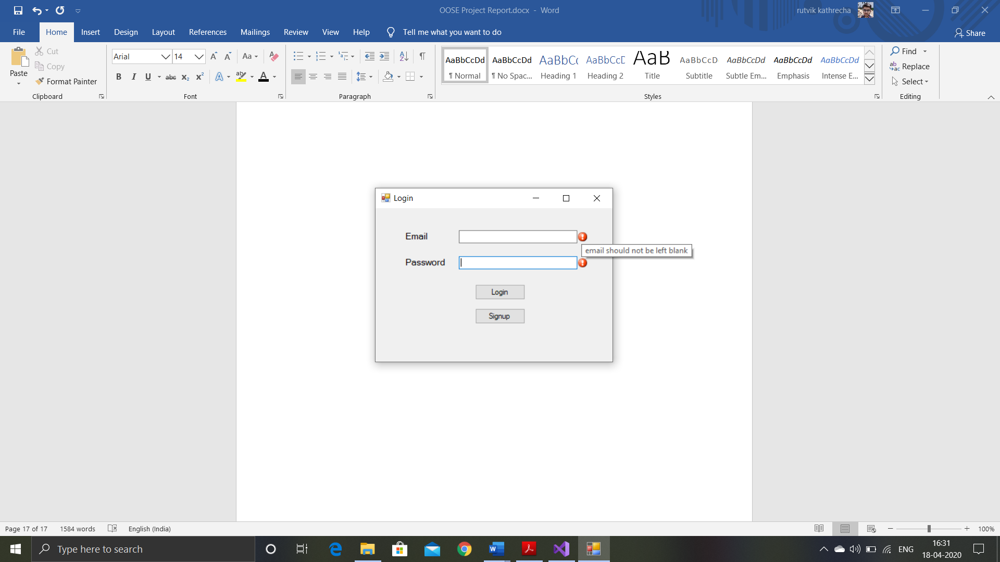 OOSE Project Report.docx - Word
rutvik kathrecha
File Home Insert Design Layout References Mailings Review View Help Tell me what you want to do
Share
Paste
Cut
Copy
Format Painter
Clipboard
Arial 14
Aa
B I U abc x₂ x²
A
Font
Paragraph
AaBbCcDd AaBbCcDd AaBbC( AaBbCcE AaB AaBbCcD AaBbCcDd AaBbCcDd AaBbCcDd
¶ Normal ¶ No Spac... Heading 1 Heading 2 Title Subtitle Subtle Em... Emphasis Intense E...
Styles
Find
Replace
Select
Editing
Login
Email
email should not be left blank
Password
Login
Signup
Page 17 of 17 1584 words English (India)
100%
Type here to search
ENG
16:31
18-04-2020